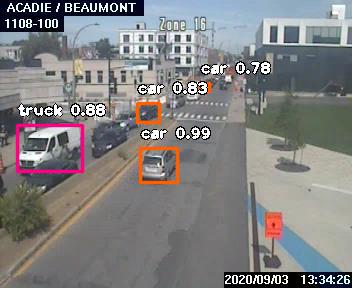 ACADIE / BEAUMONT
1108-100
Zone 16
car 0.78
car 0.83
truck 0.88
car 0.99
2020/09/03 13:34:26